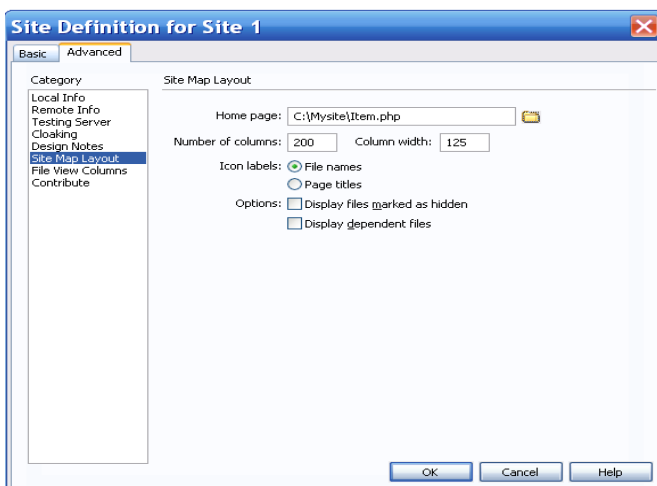 Site Definition for Site 1
Basic
Advanced
Category
Local Info
Remote Info
Testing Server
Cloaking
Design Notes
Site Map Layout
File View Columns
Contribute
Site Map Layout
Home page: C:\Mysite\Item.php
Number of columns: 200 Column width: 125
Icon labels: File names
Page titles
Options: Display files marked as hidden
Display dependent files
OK Cancel Help